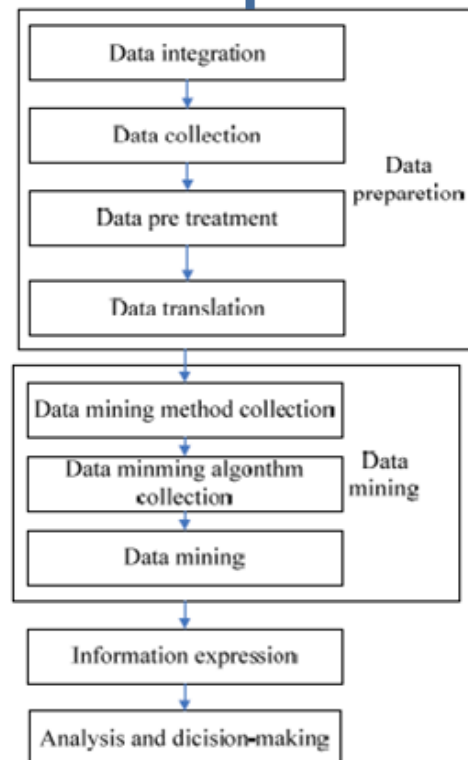 Data integration
Data collection
Data
preparetion
Data pre treatment
Data translation
Data mining method collection
Data minming algonthm
collection
Data
mining
Data mining
Information expression
Analysis and dicision-making